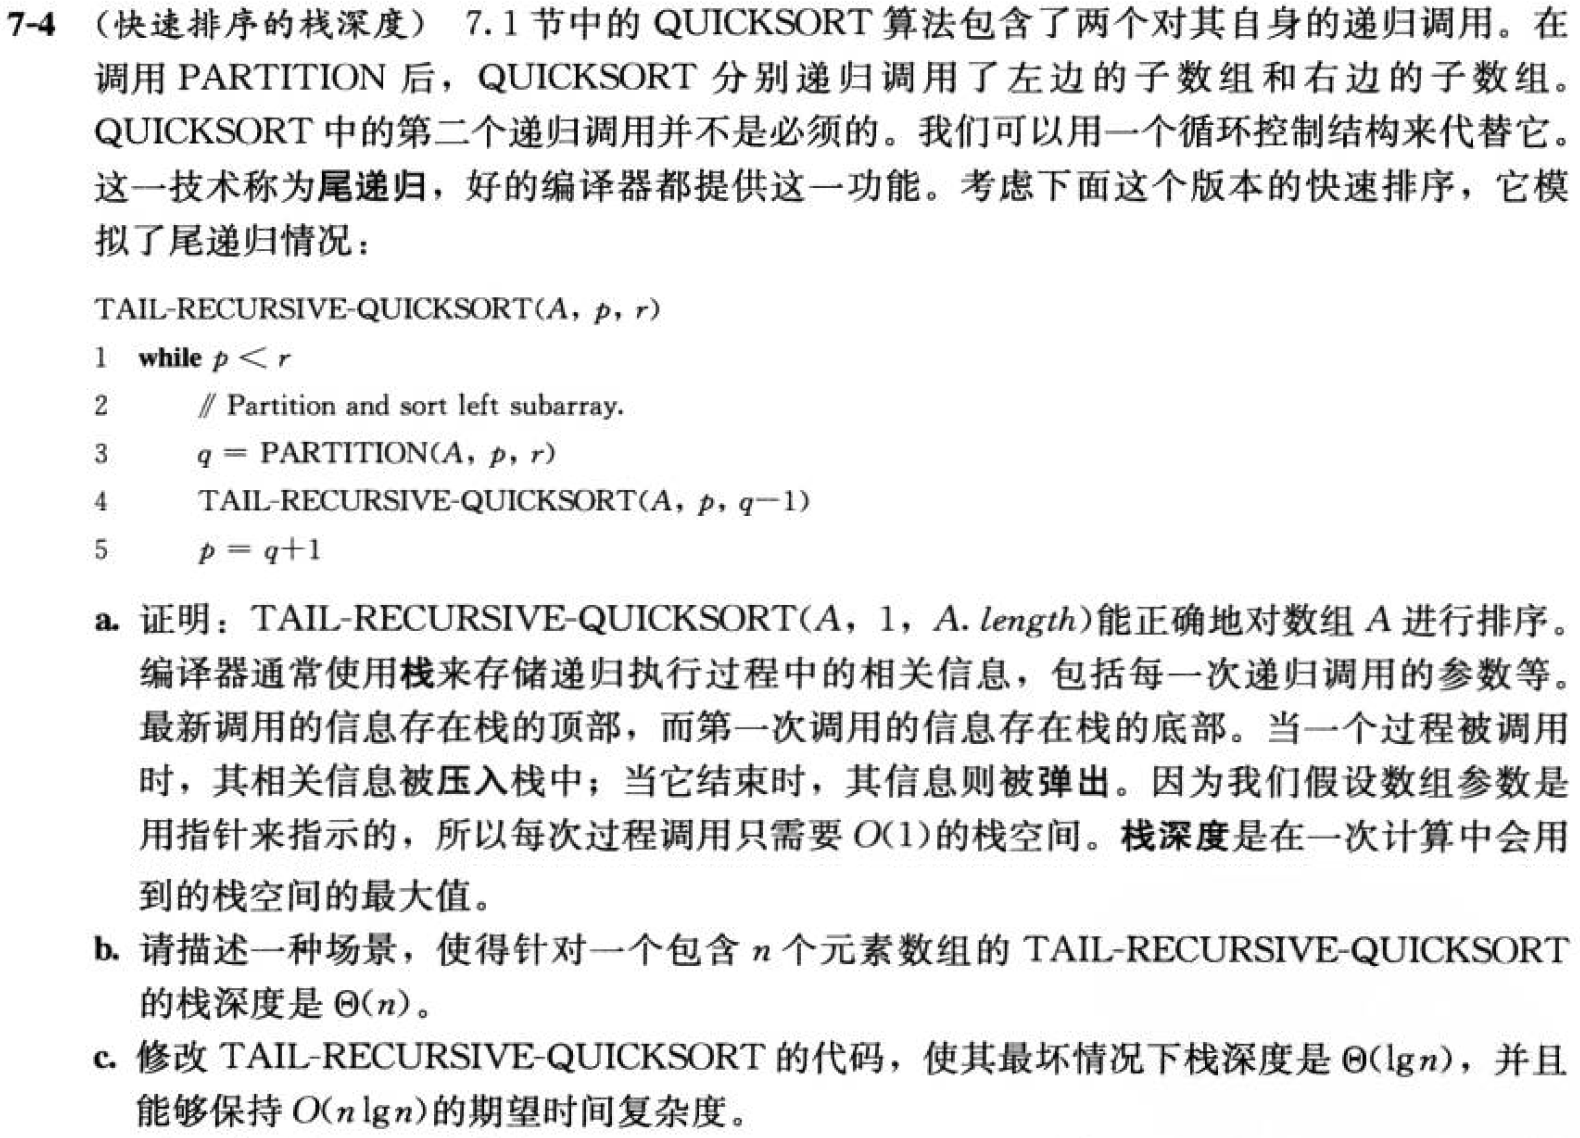 7-4 （快速排序的栈深度） 7.1节中的 QUICKSORT 算法包含了两个对其自身的递归调用。在
调用 PARTITION 后，QUICKSORT 分别递归调用了左边的子数组和右边的子数组。
QUICKSORT 中的第二个递归调用并不是必须的。我们可以用一个循环控制结构来代替它。
这一技术称为尾递归，好的编译器都提供这一功能。考虑下面这个版本的快速排序，它模
拟了尾递归情况：
TAIL-RECURSIVE-QUICKSORT(A, p, r)
1 while p < r
2 // Partition and sort left subarray.
3 q = PARTITION(A, p, r)
4 TAIL-RECURSIVE-QUICKSORT(A, p, q−1)
5 p = q+1
a. 证明：TAIL-RECURSIVE-QUICKSORT(A, 1, A.length)能正确地对数组 A 进行排序。
编译器通常使用栈来存储递归执行过程中的相关信息，包括每一次递归调用的参数等。
最新调用的信息存在栈的顶部，而第一次调用的信息存在栈的底部。当一个过程被调用
时，其相关信息被压入栈中；当它结束时，其信息则被弹出。因为我们假设数组参数是
用指针来指示的，所以每次过程调用只需要 O(1)的栈空间。栈深度是在一次计算中会用
到的栈空间的最大值。
b. 请描述一种场景，使得针对一个包含 n 个元素数组的 TAIL-RECURSIVE-QUICKSORT
的栈深度是 Θ(n)。
c. 修改 TAIL-RECURSIVE-QUICKSORT 的代码，使其最坏情况下栈深度是 Θ(lgn)，并且
能够保持 O(nlgn)的期望时间复杂度。